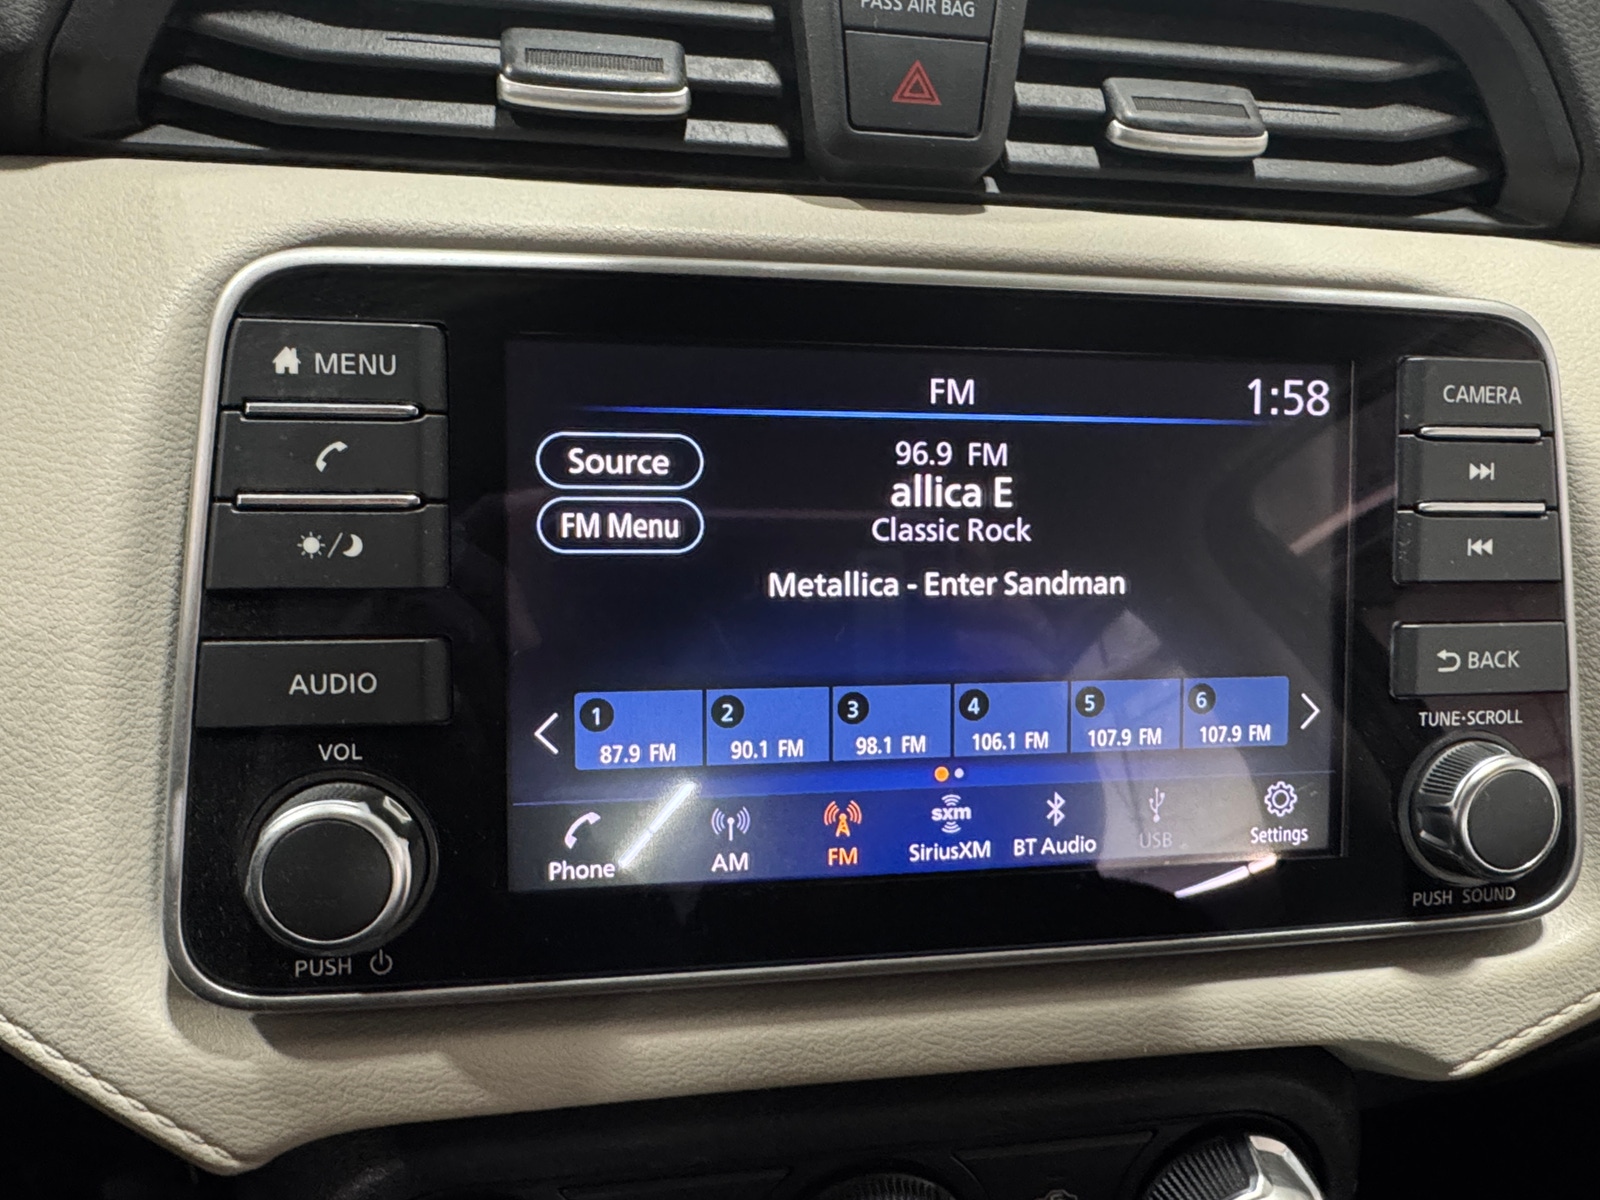 PASS AIR BAG
MENU
AUDIO
VOL
PUSH
FM
1:58
Source
FM Menu
96.9 FM
allica E
Classic Rock
Metallica - Enter Sandman
1
87.9 FM
2
90.1 FM
3
98.1 FM
4
106.1 FM
5
107.9 FM
6
107.9 FM
Phone
AM
FM
sxm
SiriusXM
BT Audio
USB
Settings
CAMERA
BACK
TUNE·SCROLL
PUSH SOUND